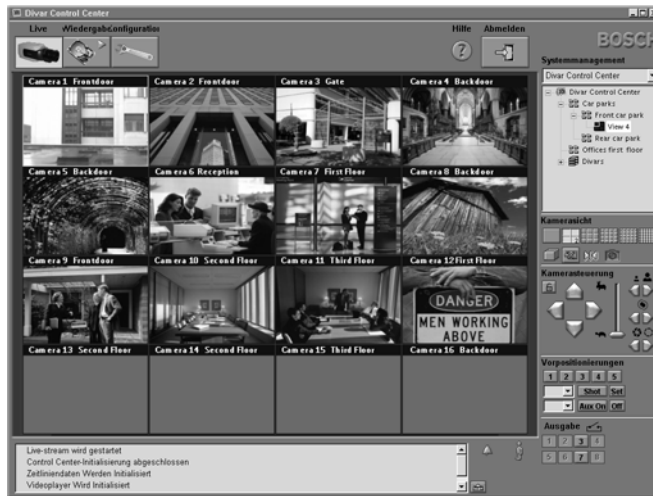 Divar Control Center
Live Wiedergabe Configuration Hilfe Abmelden
BOSCH
Systemmanagement
Divar Control Center
Divar Control Center
Car parks
Front car park
View 4
Rear car park
Offices first floor
Divars
Camera 1 Frontdoor
Camera 2 Frontdoor
Camera 3 Gate
Camera 4 Backdoor
Camera 5 Backdoor
Camera 6 Reception
Camera 7 First Floor
Camera 8 Backdoor
Camera 9 Frontdoor
Camera 10 Second Floor
Camera 11 Third Floor
Camera 12 First Floor
DANGER
MEN WORKING
ABOVE
Camera 13 Second Floor
Camera 14 Second Floor
Camera 15 Third Floor
Camera 16 Backdoor
Kamerasicht
Kamerasteuerung
Vorpositionierungen
1 2 3 4 5
Shot Set
Aux On Off
Ausgabe
1 2 3 4
5 6 7 8
Live-stream wird gestartet
Control Center-Initialisierung abgeschlossen
Zeitliniendaten Werden Initialisiert
Videoplayer Wird Initialisiert